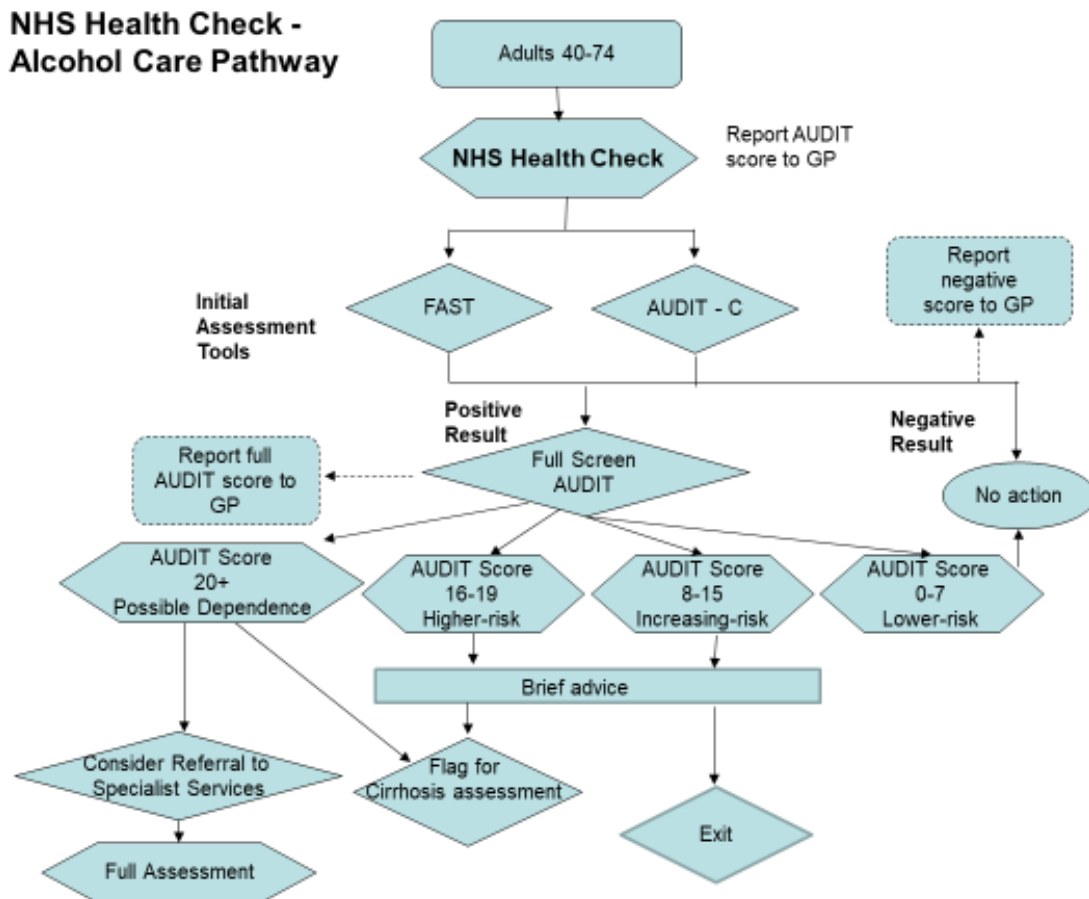 NHS Health Check -
Alcohol Care Pathway
Adults 40-74
NHS Health Check
Report AUDIT
score to GP
Report
negative
score to GP
Initial
Assessment
Tools
FAST
AUDIT - C
Positive
Result
Negative
Result
Report full
AUDIT score to
GP
Full Screen
AUDIT
No action
AUDIT Score
20+
Possible Dependence
AUDIT Score
16-19
Higher-risk
AUDIT Score
8-15
Increasing-risk
AUDIT Score
0-7
Lower-risk
Brief advice
Consider Referral to
Specialist Services
Flag for
Cirrhosis assessment
Exit
Full Assessment